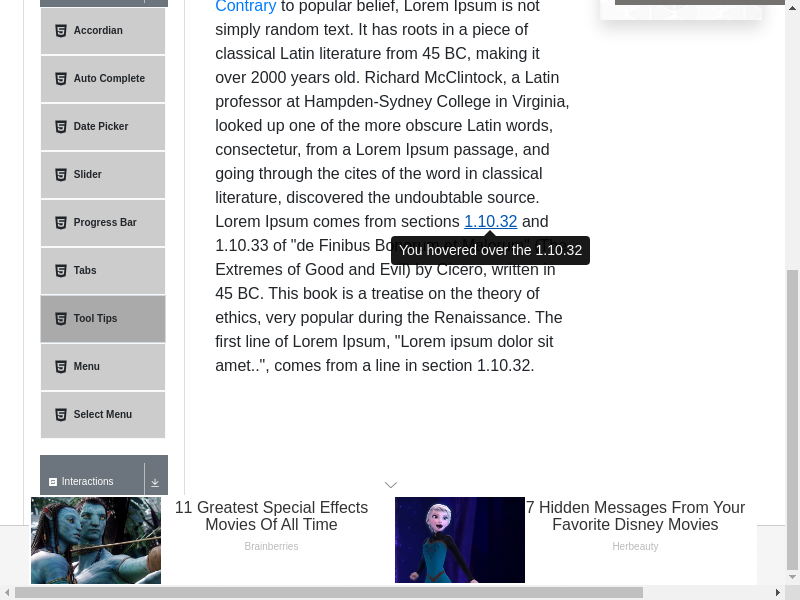 Accordian
Auto Complete
Date Picker
Slider
Progress Bar
Tabs
Tool Tips
Menu
Select Menu
Interactions
Contrary to popular belief, Lorem Ipsum is not
simply random text. It has roots in a piece of
classical Latin literature from 45 BC, making it
over 2000 years old. Richard McClintock, a Latin
professor at Hampden-Sydney College in Virginia,
looked up one of the more obscure Latin words,
consectetur, from a Lorem Ipsum passage, and
going through the cites of the word in classical
literature, discovered the undoubtable source.
Lorem Ipsum comes from sections 1.10.32 and
1.10.33 of "de Finibus
You hovered over the 1.10.32
Extremes of Good and Evil) by Cicero, written in
45 BC. This book is a treatise on the theory of
ethics, very popular during the Renaissance. The
first line of Lorem Ipsum, "Lorem ipsum dolor sit
amet..", comes from a line in section 1.10.32.
11 Greatest Special Effects
Movies Of All Time
Brainberries
7 Hidden Messages From Your
Favorite Disney Movies
Herbeauty